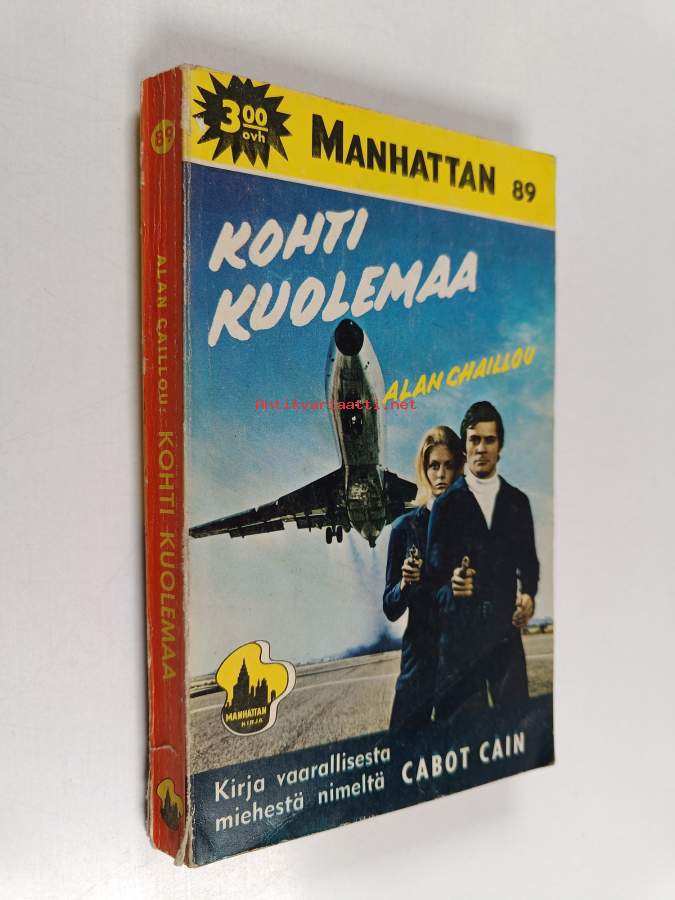 3 00
ovh
MANHATTAN 89
KOHTI
KUOLEMAA
ALAN CHAILLOU
Antikvariaatti.net
MANHATTAN
KIRJA
Kirja vaarallisesta
miehestä nimeltä CABOT CAIN
89
ALAN CAILLOU: KOHTI KUOLEMAA